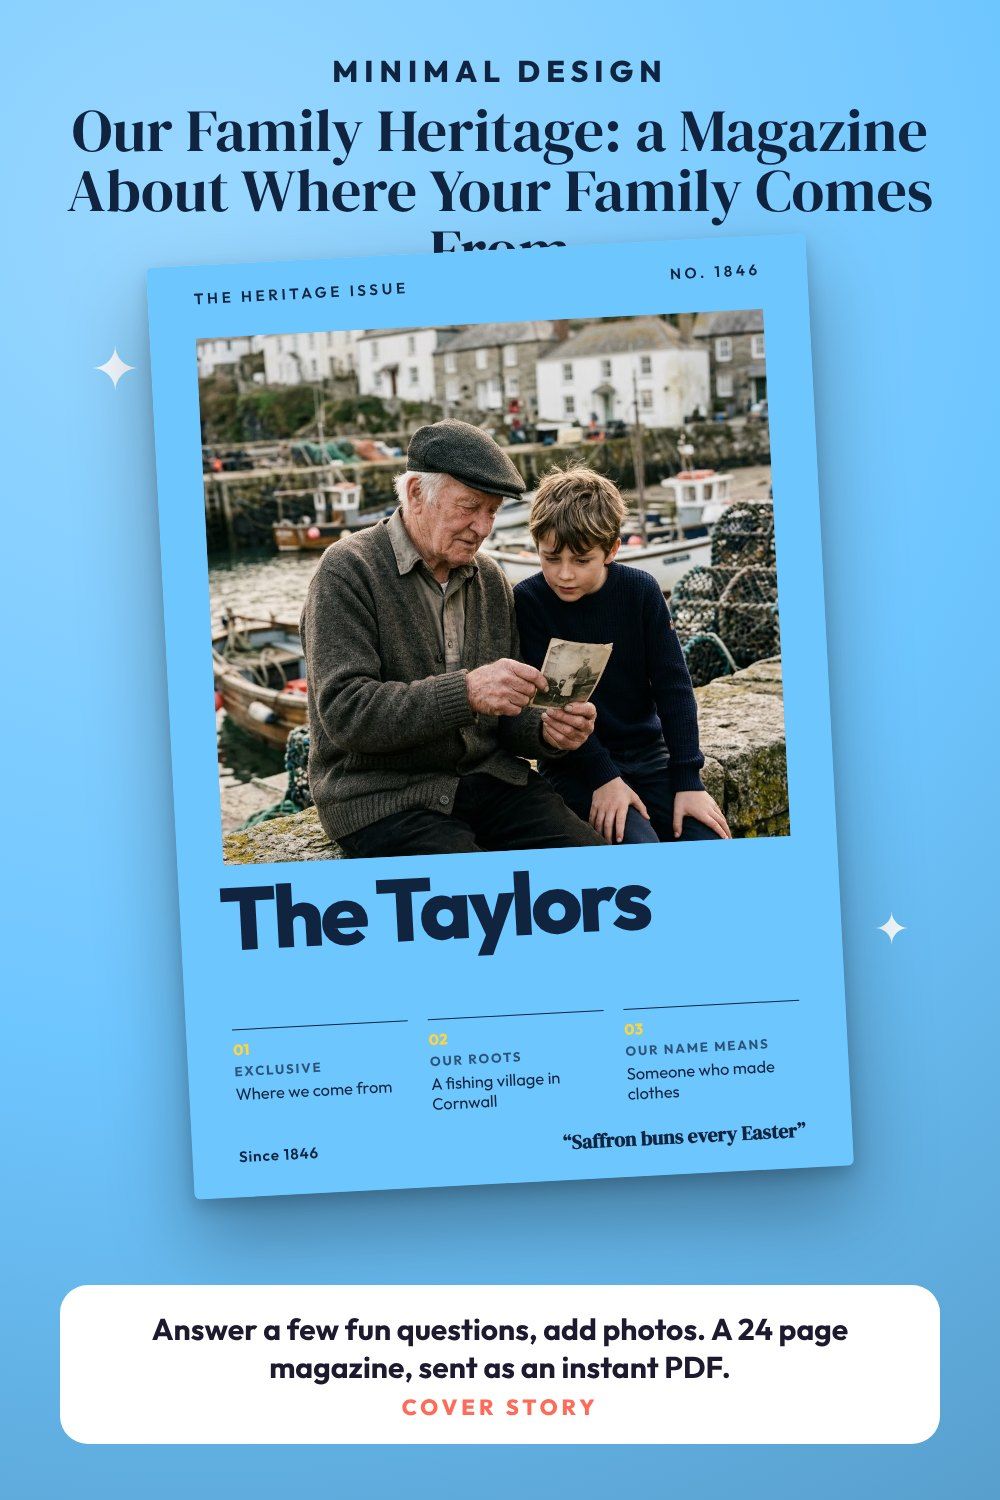 MINIMAL DESIGN
Our Family Heritage: a Magazine
About Where Your Family Comes
From
THE HERITAGE ISSUE
NO. 1846
The Taylors
01
EXCLUSIVE
Where we come from
02
OUR ROOTS
A fishing village in
Cornwall
03
OUR NAME MEANS
Someone who made
clothes
Since 1846
“Saffron buns every Easter”
Answer a few fun questions, add photos. A 24 page
magazine, sent as an instant PDF.
COVER STORY